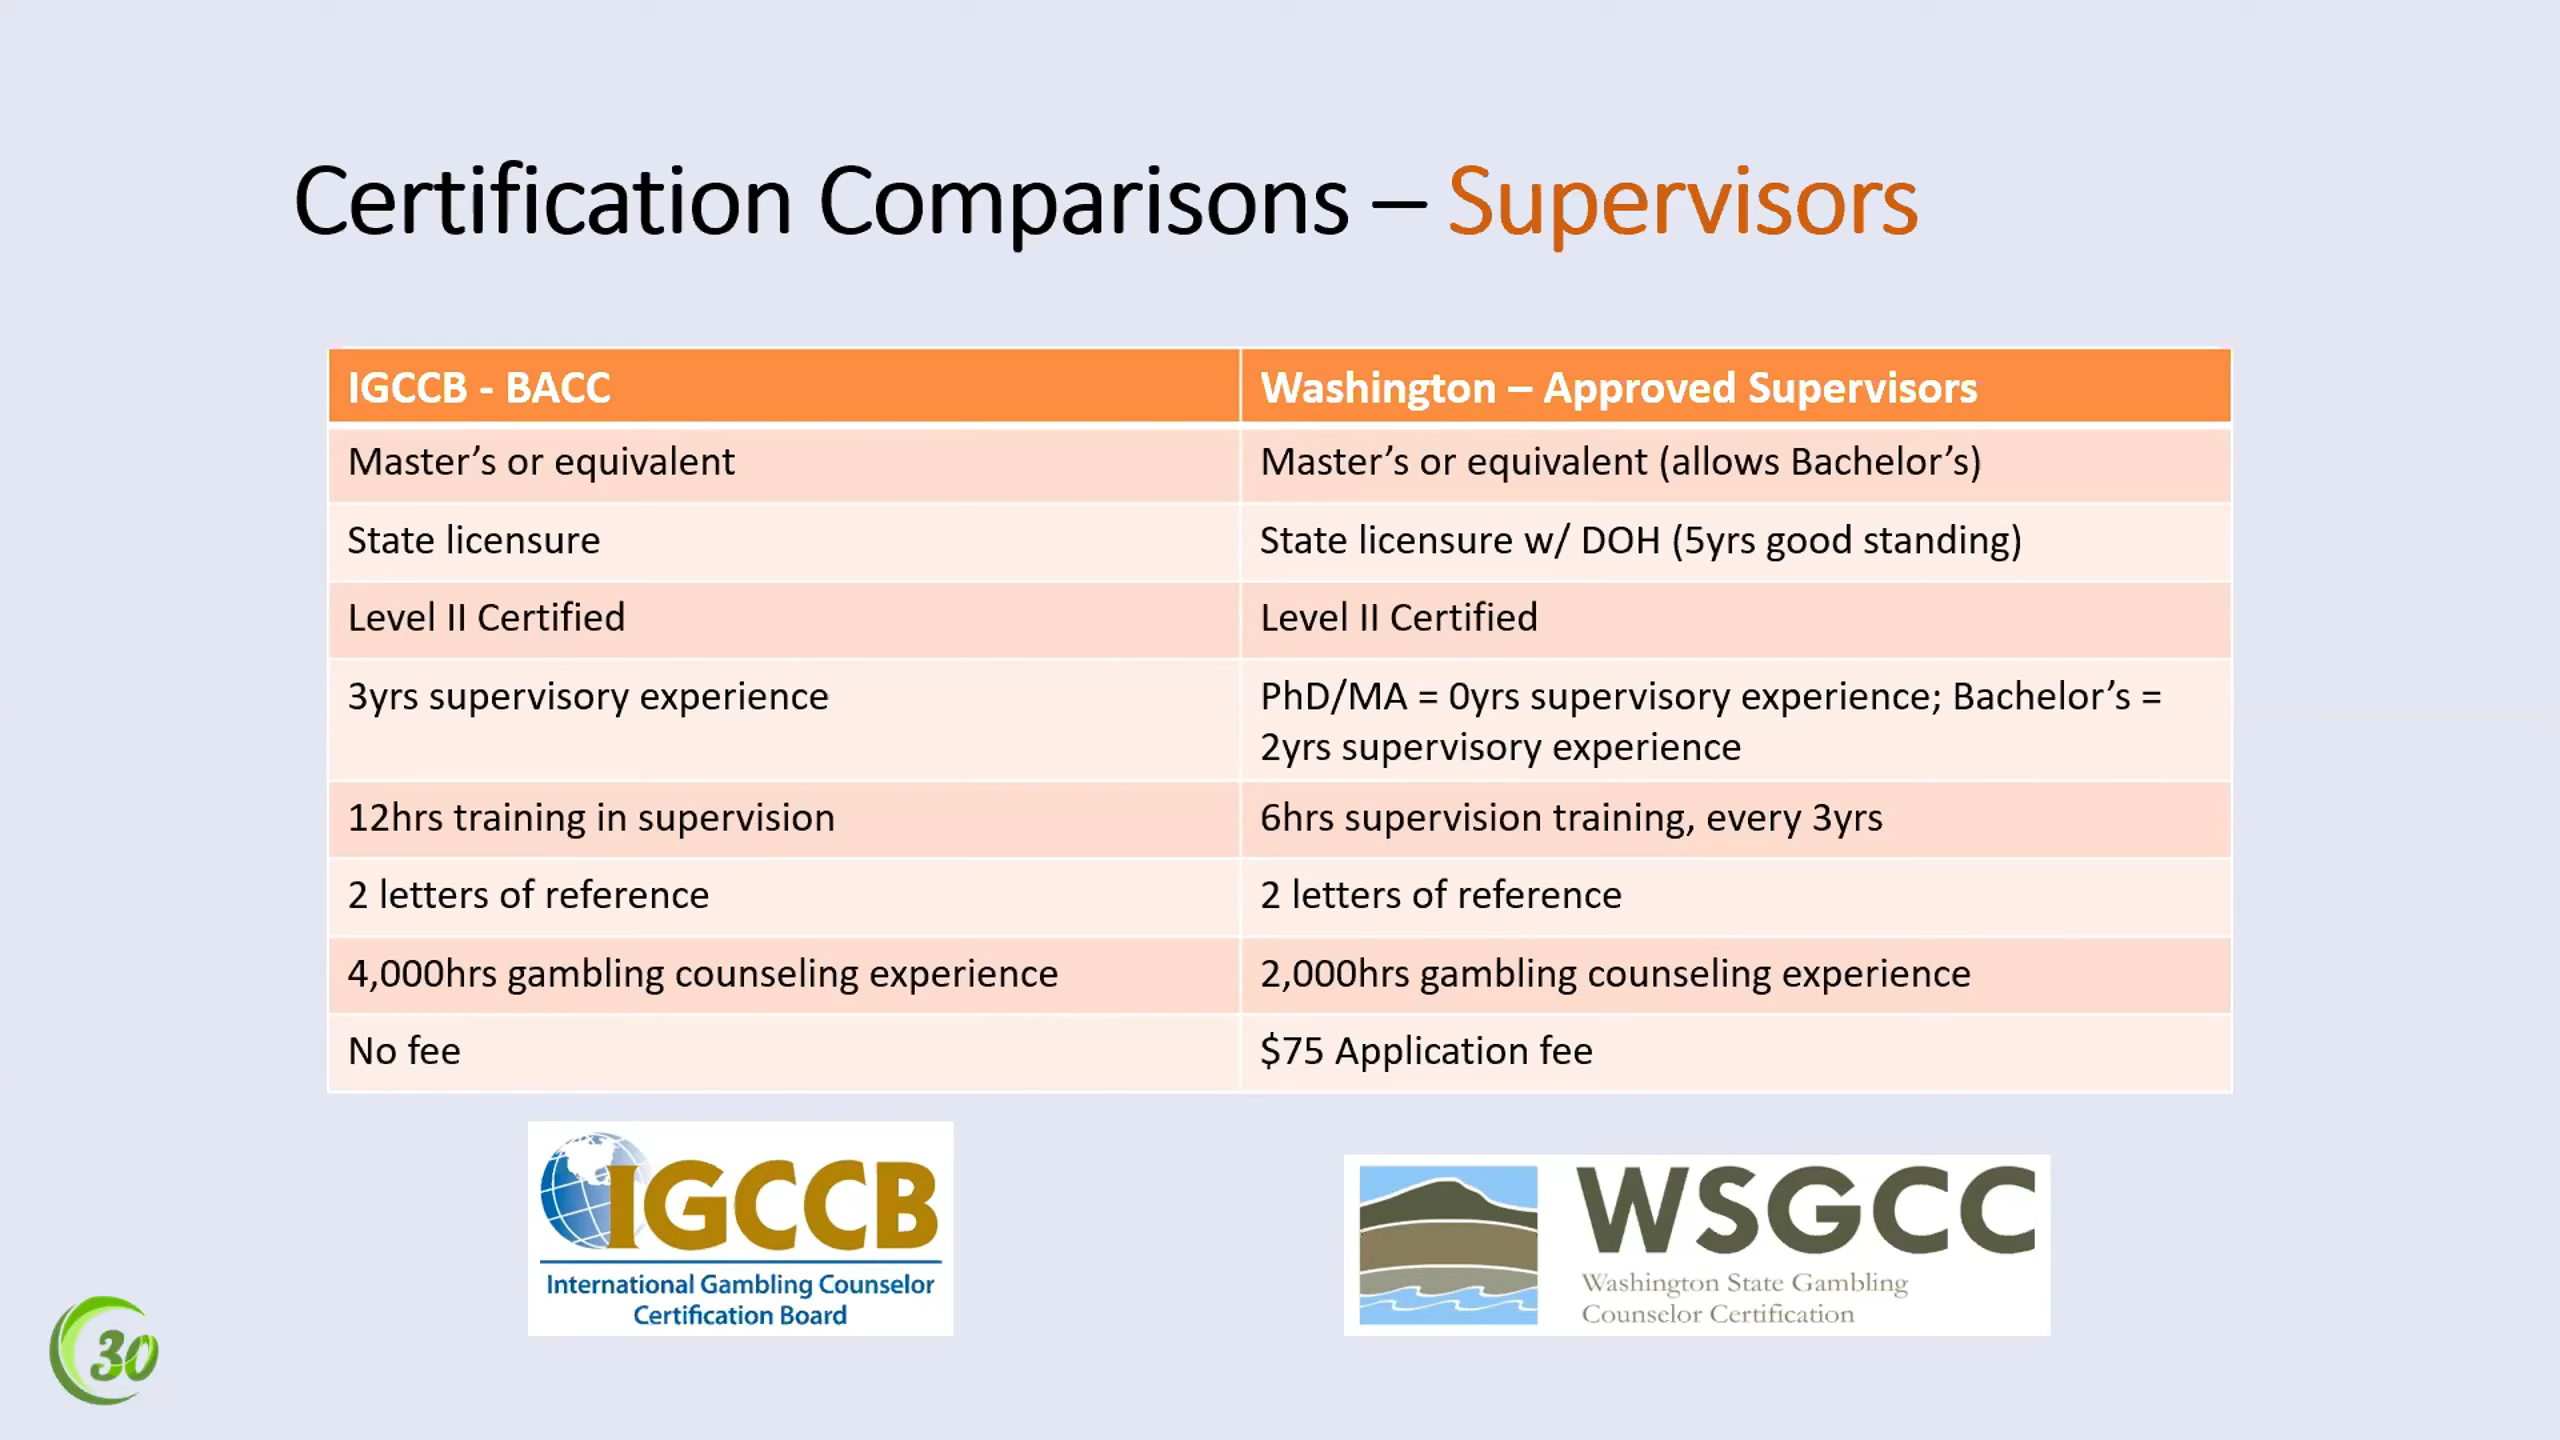 Certification Comparisons – Supervisors
IGCCB - BACC
Washington – Approved Supervisors
Master’s or equivalent
Master’s or equivalent (allows Bachelor’s)
State licensure
State licensure w/ DOH (5yrs good standing)
Level II Certified
Level II Certified
3yrs supervisory experience
PhD/MA = 0yrs supervisory experience; Bachelor’s =
2yrs supervisory experience
12hrs training in supervision
6hrs supervision training, every 3yrs
2 letters of reference
2 letters of reference
4,000hrs gambling counseling experience
2,000hrs gambling counseling experience
No fee
$75 Application fee
IGCCB
International Gambling Counselor
Certification Board
WSGCC
Washington State Gambling
Counselor Certification
30